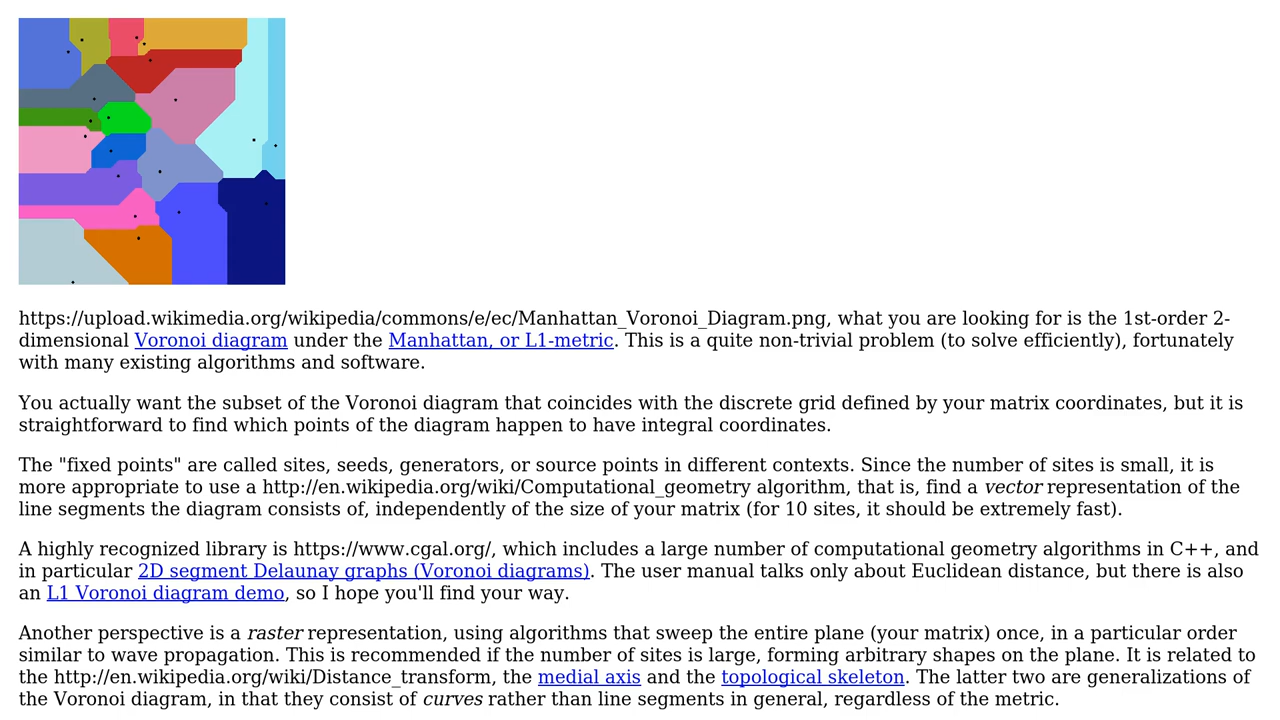 https://upload.wikimedia.org/wikipedia/commons/e/ec/Manhattan_Voronoi_Diagram.png, what you are looking for is the 1st-order 2-
dimensional Voronoi diagram under the Manhattan, or L1-metric. This is a quite non-trivial problem (to solve efficiently), fortunately
with many existing algorithms and software.
You actually want the subset of the Voronoi diagram that coincides with the discrete grid defined by your matrix coordinates, but it is
straightforward to find which points of the diagram happen to have integral coordinates.
The "fixed points" are called sites, seeds, generators, or source points in different contexts. Since the number of sites is small, it is
more appropriate to use a http://en.wikipedia.org/wiki/Computational_geometry algorithm, that is, find a vector representation of the
line segments the diagram consists of, independently of the size of your matrix (for 10 sites, it should be extremely fast).
A highly recognized library is https://www.cgal.org/, which includes a large number of computational geometry algorithms in C++, and
in particular 2D segment Delaunay graphs (Voronoi diagrams). The user manual talks only about Euclidean distance, but there is also
an L1 Voronoi diagram demo, so I hope you'll find your way.
Another perspective is a raster representation, using algorithms that sweep the entire plane (your matrix) once, in a particular order
similar to wave propagation. This is recommended if the number of sites is large, forming arbitrary shapes on the plane. It is related to
the http://en.wikipedia.org/wiki/Distance_transform, the medial axis and the topological skeleton. The latter two are generalizations of
the Voronoi diagram, in that they consist of curves rather than line segments in general, regardless of the metric.